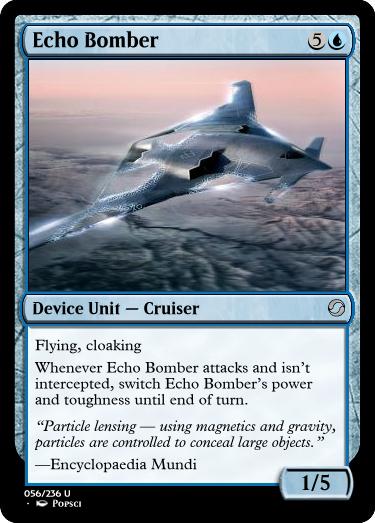 Echo Bomber 5
Device Unit — Cruiser
Flying, cloaking
Whenever Echo Bomber attacks and isn't
intercepted, switch Echo Bomber's power
and toughness until end of turn.
“Particle lensing — using magnetics and gravity,
particles are controlled to conceal large objects.”
—Encyclopaedia Mundi
1/5
056/236 U
Popsci